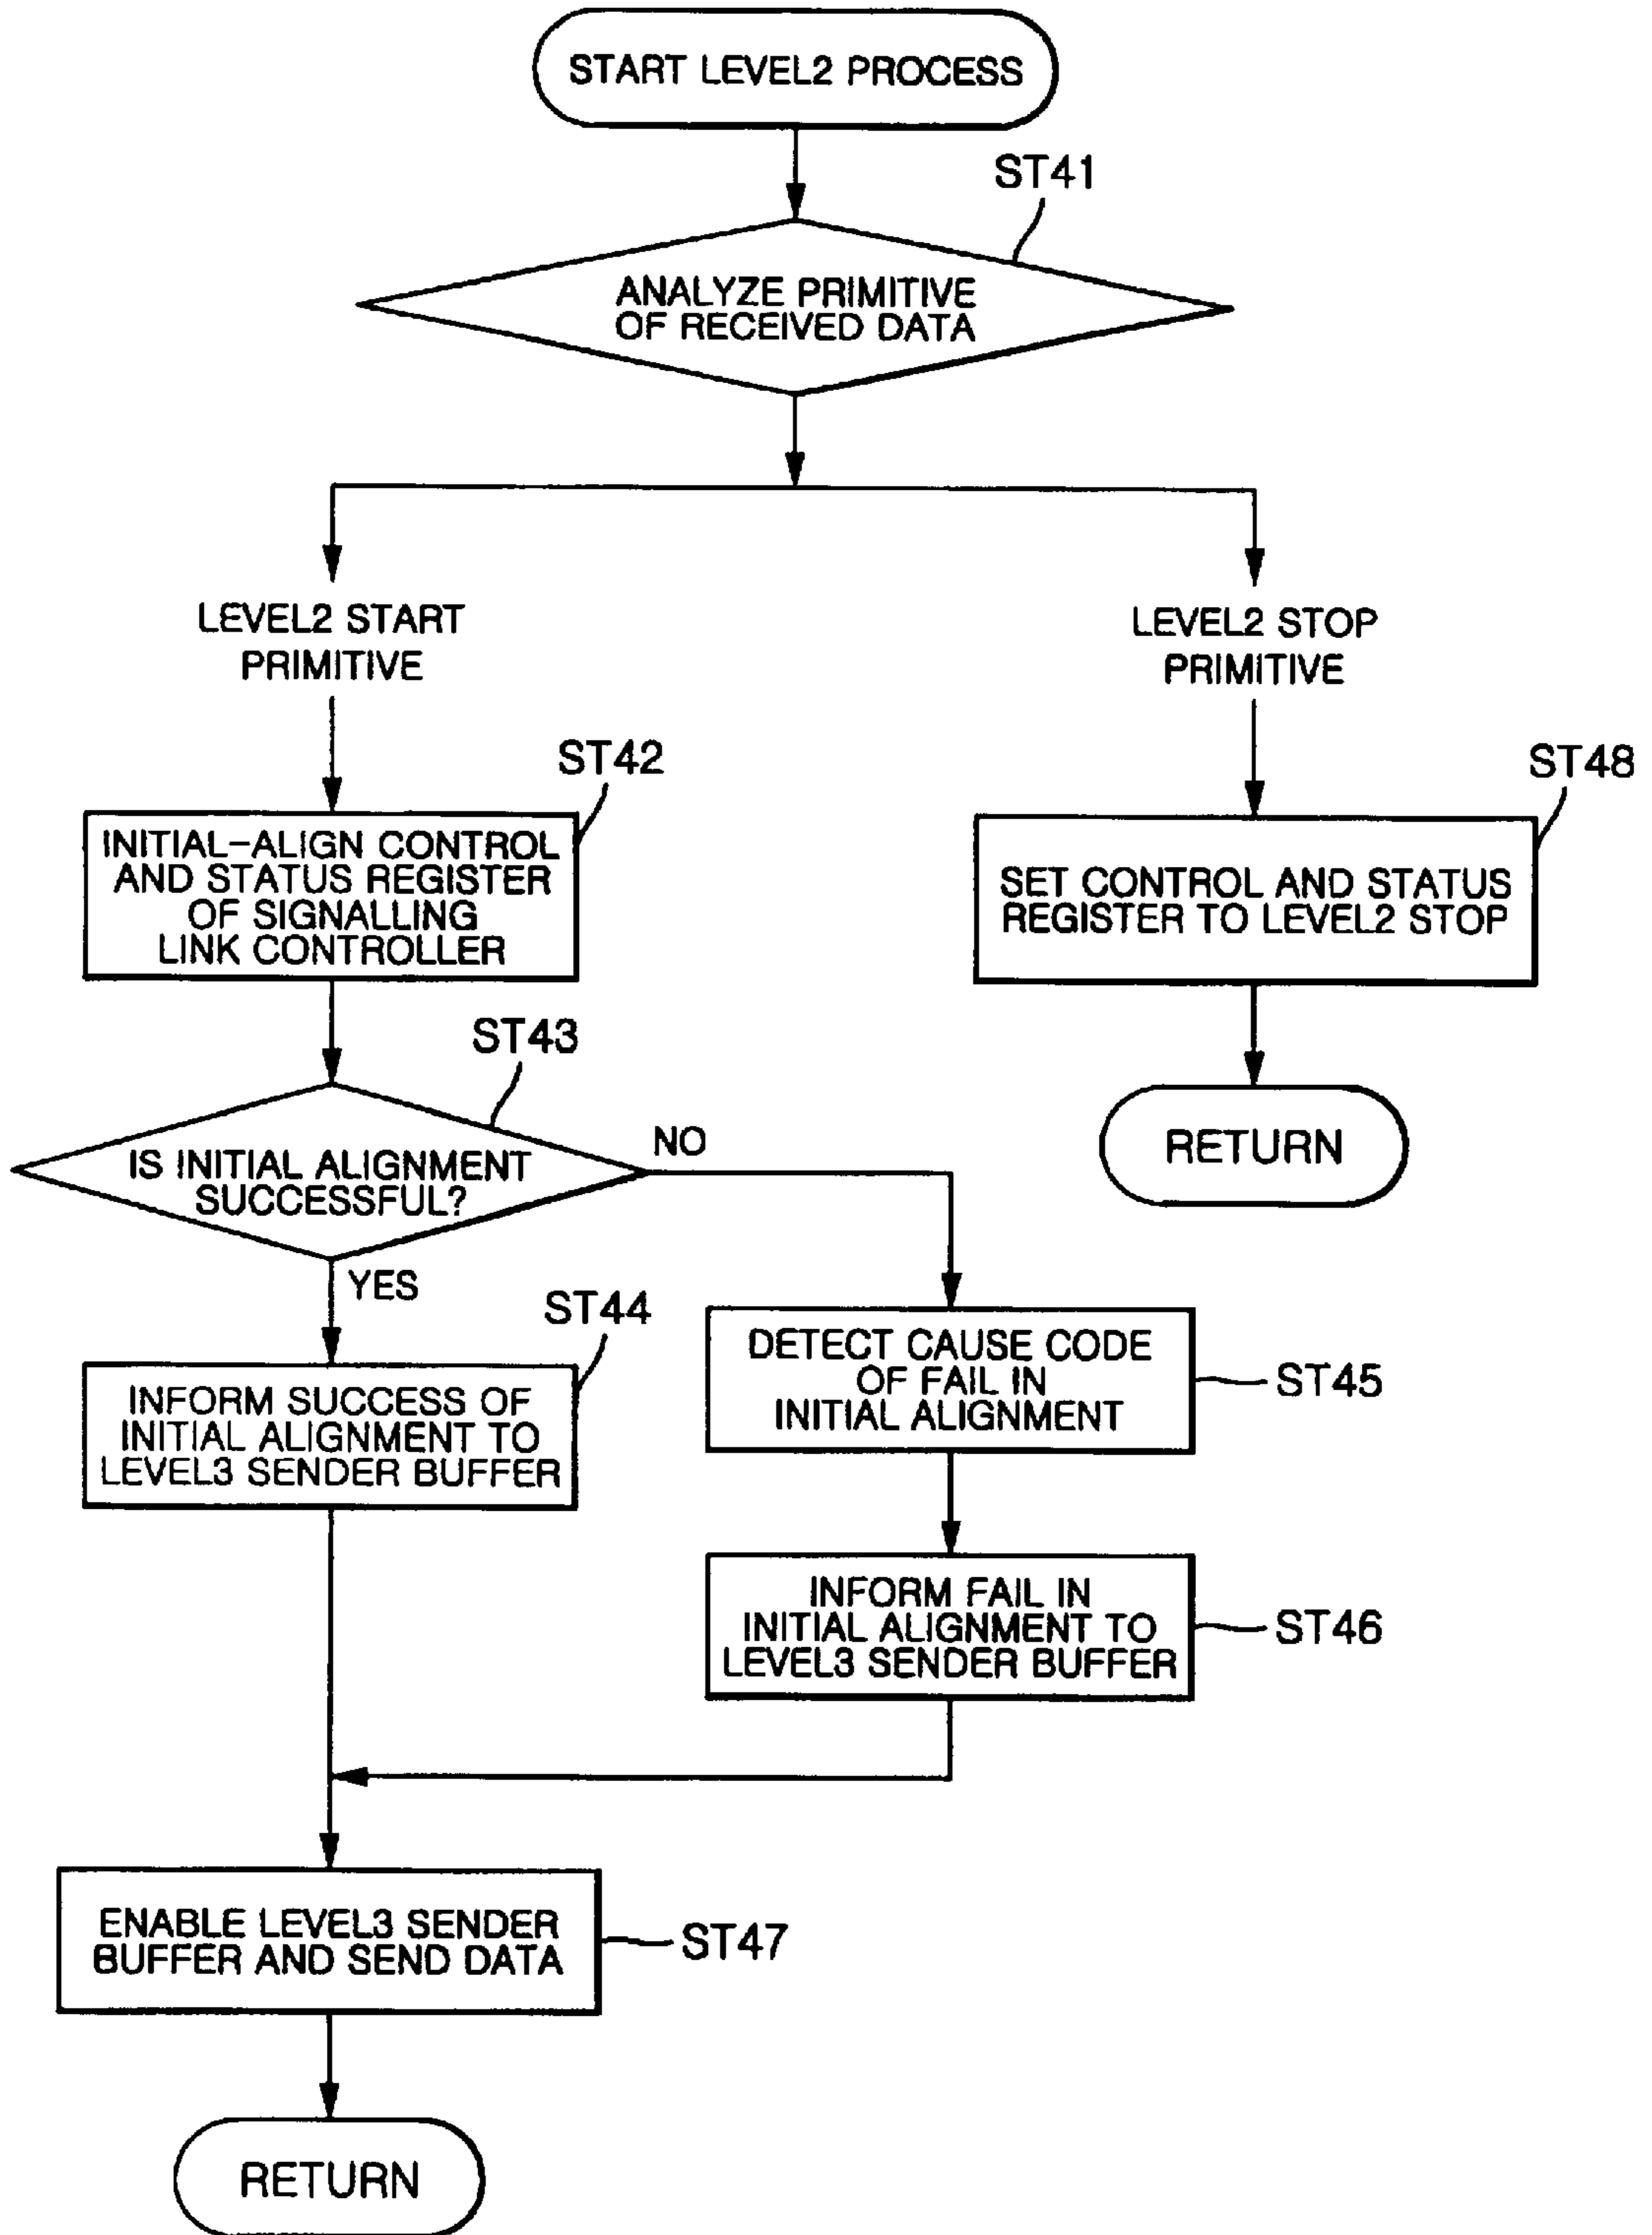 START LEVEL2 PROCESS
ST41
ANALYZE PRIMITIVE
OF RECEIVED DATA
LEVEL2 START
PRIMITIVE
LEVEL2 STOP
PRIMITIVE
ST42
INITIAL-ALIGN CONTROL
AND STATUS REGISTER
OF SIGNALLING
LINK CONTROLLER
ST48
SET CONTROL AND STATUS
REGISTER TO LEVEL2 STOP
RETURN
ST43
IS INITIAL ALIGNMENT
SUCCESSFUL?
NO
YES
ST44
INFORM SUCCESS OF
INITIAL ALIGNMENT TO
LEVEL3 SENDER BUFFER
DETECT CAUSE CODE
OF FAIL IN
INITIAL ALIGNMENT
ST45
INFORM FAIL IN
INITIAL ALIGNMENT TO
LEVEL3 SENDER BUFFER
ST46
ENABLE LEVEL3 SENDER
BUFFER AND SEND DATA
ST47
RETURN